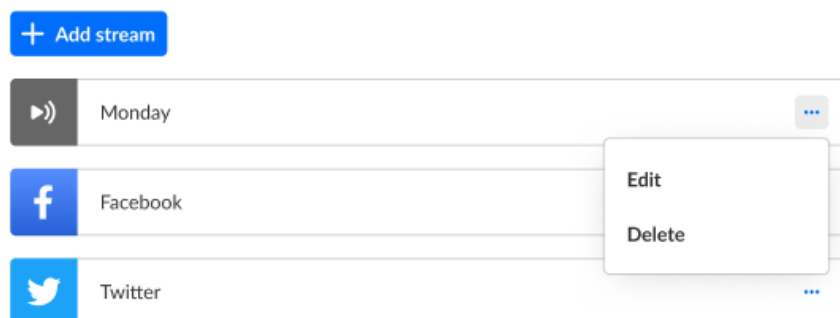 Add stream
Monday
Edit
Facebook
Delete
Twitter